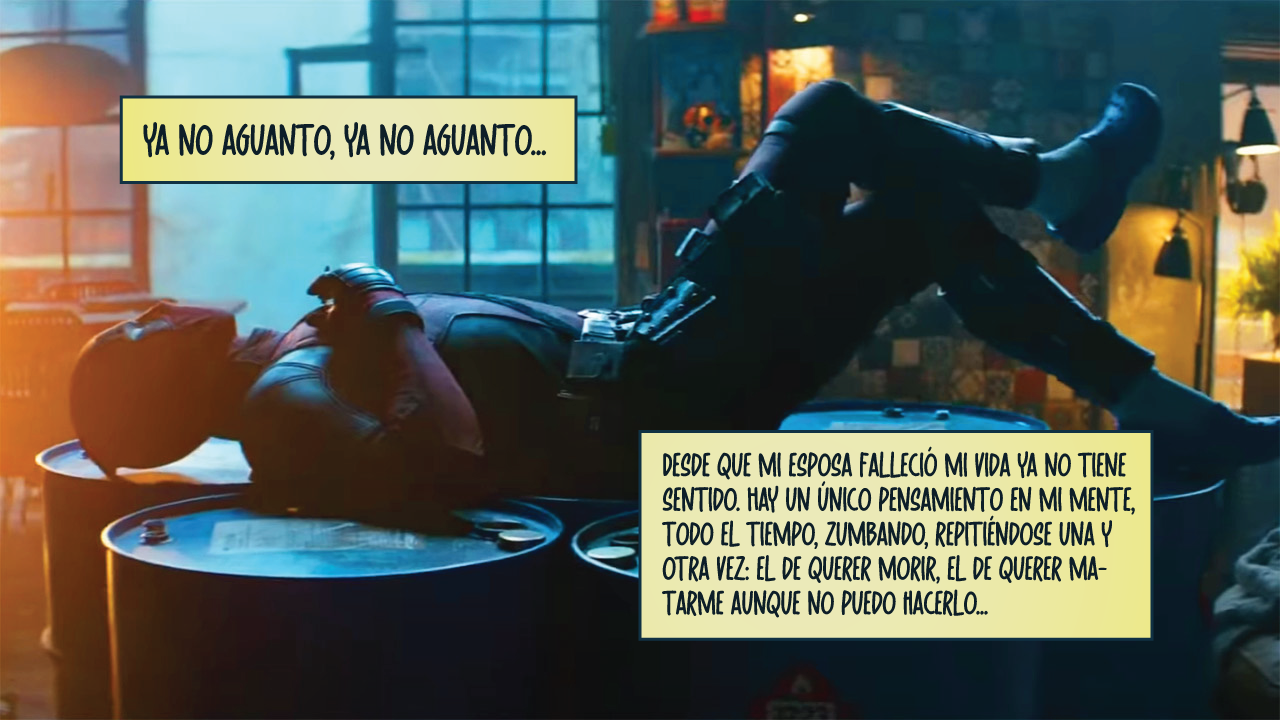 YA NO AGUANTO, YA NO AGUANTO...
DESDE QUE MI ESPOSA FALLECIÓ MI VIDA YA NO TIENE
SENTIDO. HAY UN ÚNICO PENSAMIENTO EN MI MENTE,
TODO EL TIEMPO, ZUMBANDO, REPITIÉNDOSE UNA Y
OTRA VEZ: EL DE QUERER MORIR, EL DE QUERER MA-
TARME AUNQUE NO PUEDO HACERLO...